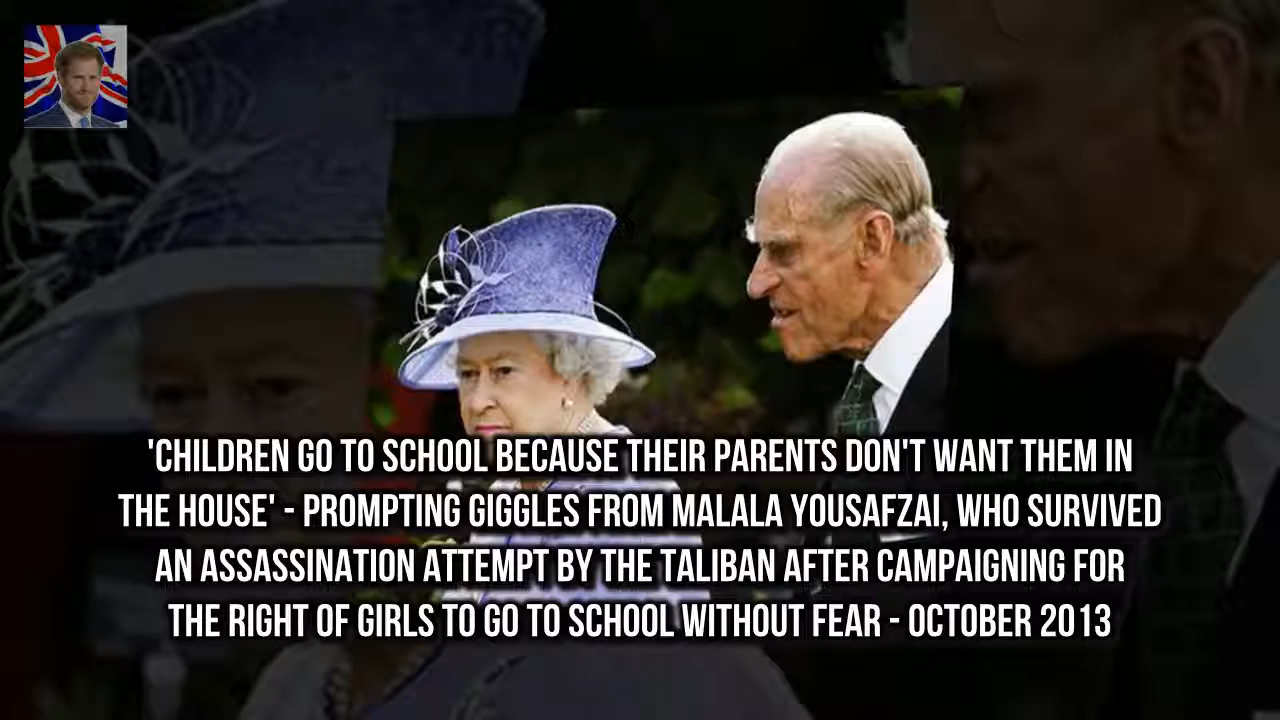 'CHILDREN GO TO SCHOOL BECAUSE THEIR PARENTS DON'T WANT THEM IN
THE HOUSE' - PROMPTING GIGGLES FROM MALALA YOUSAFZAI, WHO SURVIVED
AN ASSASSINATION ATTEMPT BY THE TALIBAN AFTER CAMPAIGNING FOR
THE RIGHT OF GIRLS TO GO TO SCHOOL WITHOUT FEAR - OCTOBER 2013